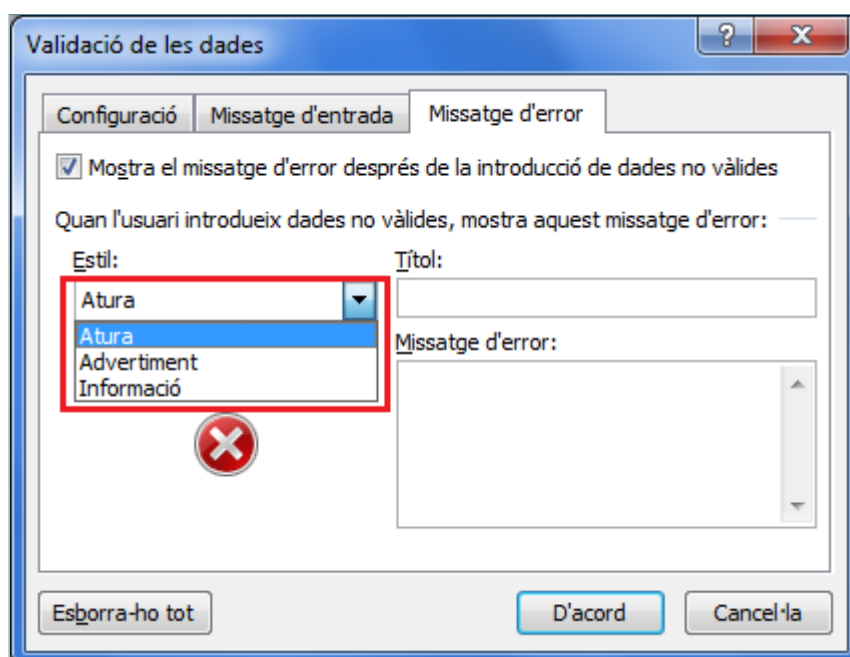 Validació de les dades
Configuració Missatge d'entrada Missatge d'error
Mostra el missatge d'error després de la introducció de dades no vàlides
Quan l'usuari introdueix dades no vàlides, mostra aquest missatge d'error:
Estil: Títol:
Atura
Atura
Advertiment
Informació
Missatge d'error:
Esborra-ho tot D'acord Cancel·la